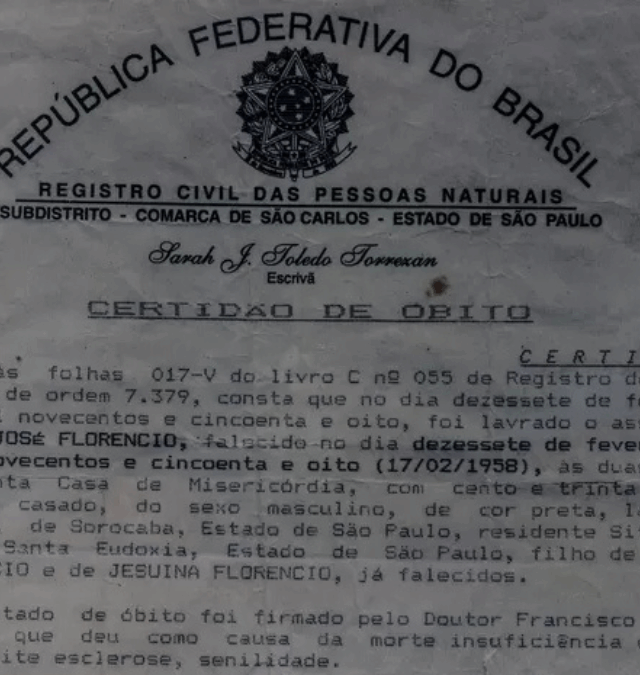 REPÚBLICA FEDERATIVA DO BRASIL
REGISTRO CIVIL DAS PESSOAS NATURAIS
SUBDISTRITO - COMARCA DE SÃO CARLOS - ESTADO DE SÃO PAULO
Sarah J. Toledo Torrezan
Escrivã
CERTIDÃO DE ÓBITO
CERTI
às folhas 017-V do livro C nº 055 de Registro d
de ordem 7.379, consta que no dia dezessete de f
novecentos e cincoenta e oito, foi lavrado o as
JOSÉ FLORENCIO, falecido no dia dezessete de fever
ovecentos e cincoenta e oito (17/02/1958), às dua
ta Casa de Misericórdia, com cento e trinta
casado, do sexo masculino, de cor preta, l
de Sorocaba, Estado de São Paulo, residente Si
Santa Eudoxia, Estado de São Paulo, filho de
CIO e de JESUINA FLORENCIO, já falecidos.
tado de óbito foi firmado pelo Doutor Francisco
que deu como causa da morte insuficiência
ite esclerose, senilidade.